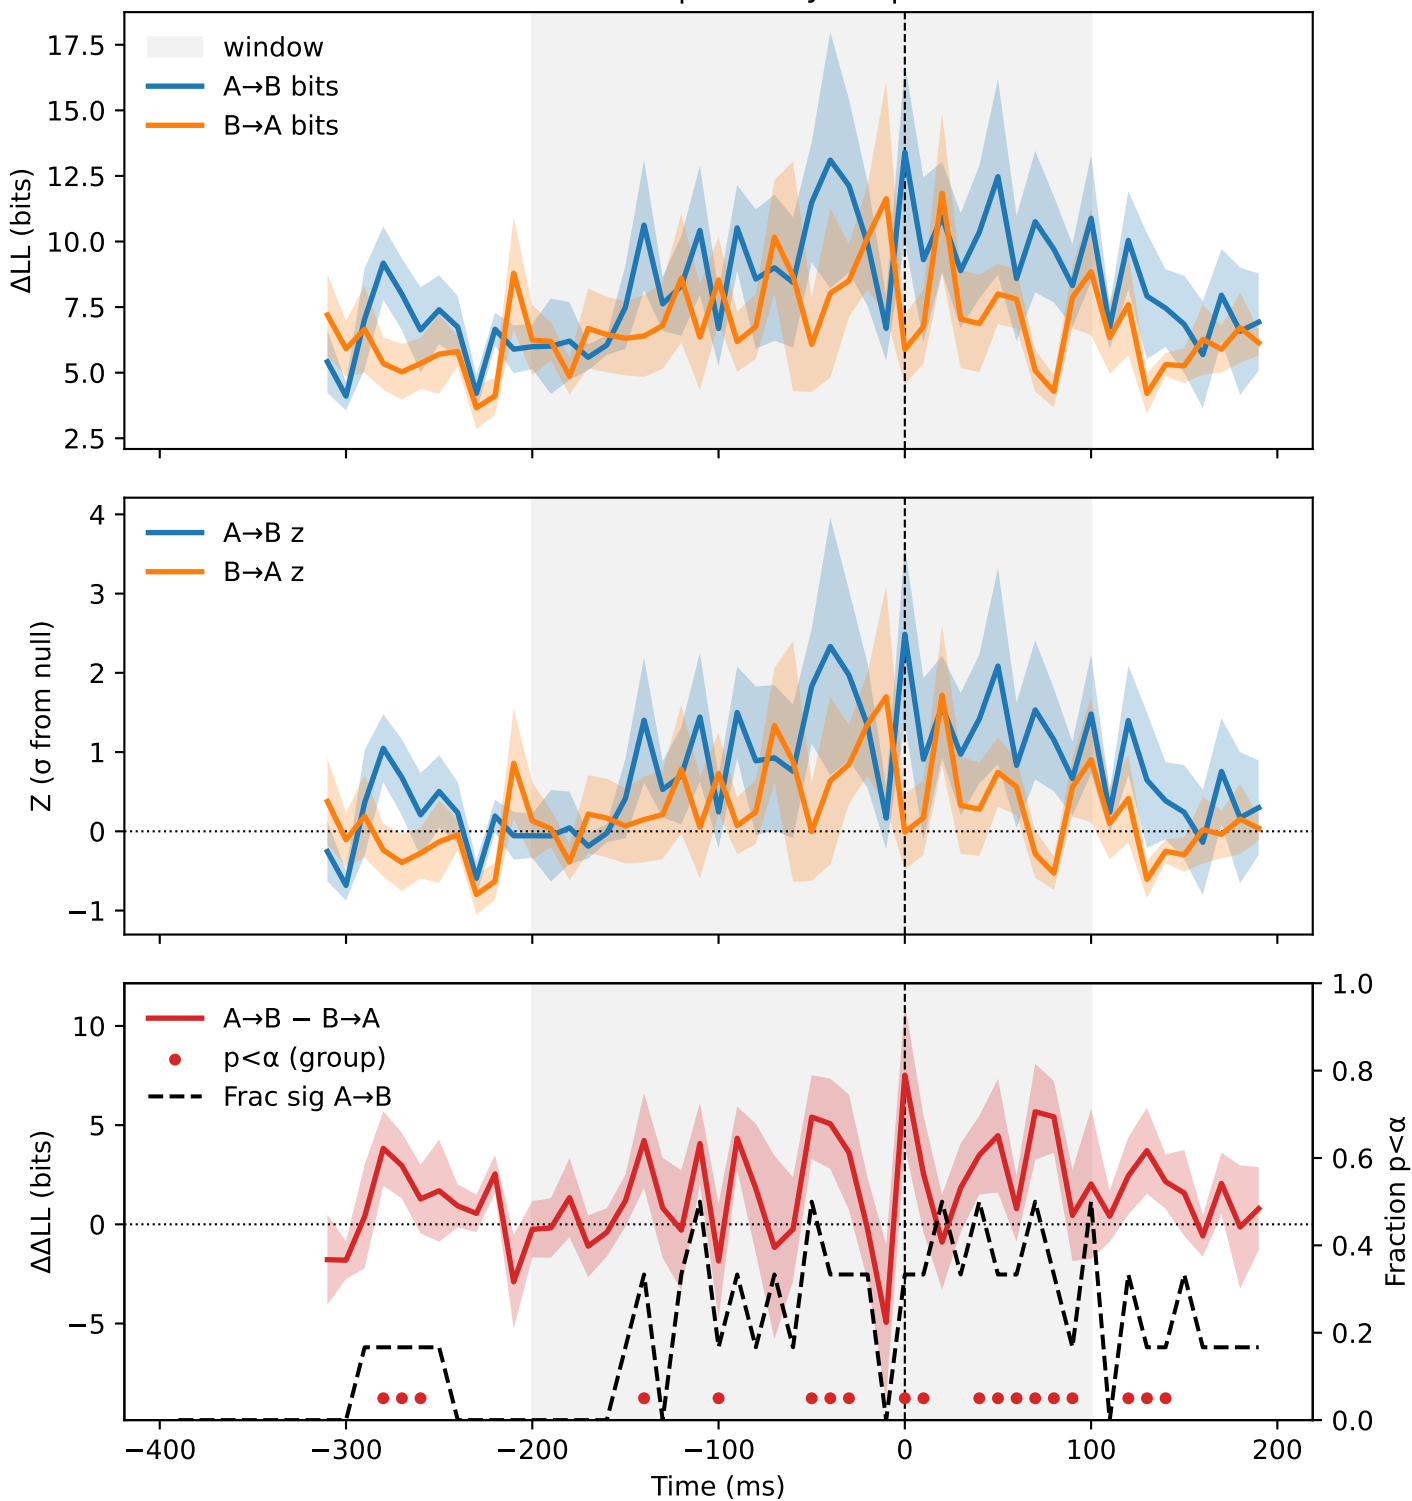 17.5
15.0
12.5
10.0
7.5
5.0
2.5
ΔLL (bits)
window
A→B bits
B→A bits
4
3
2
1
0
−1
Z (σ from null)
A→B z
B→A z
10
5
0
−5
ΔΔLL (bits)
A→B − B→A
p<α (group)
Frac sig A→B
1.0
0.8
0.6
0.4
0.2
0.0
Fraction p<α
−400
−300
−200
−100
0
100
200
Time (ms)